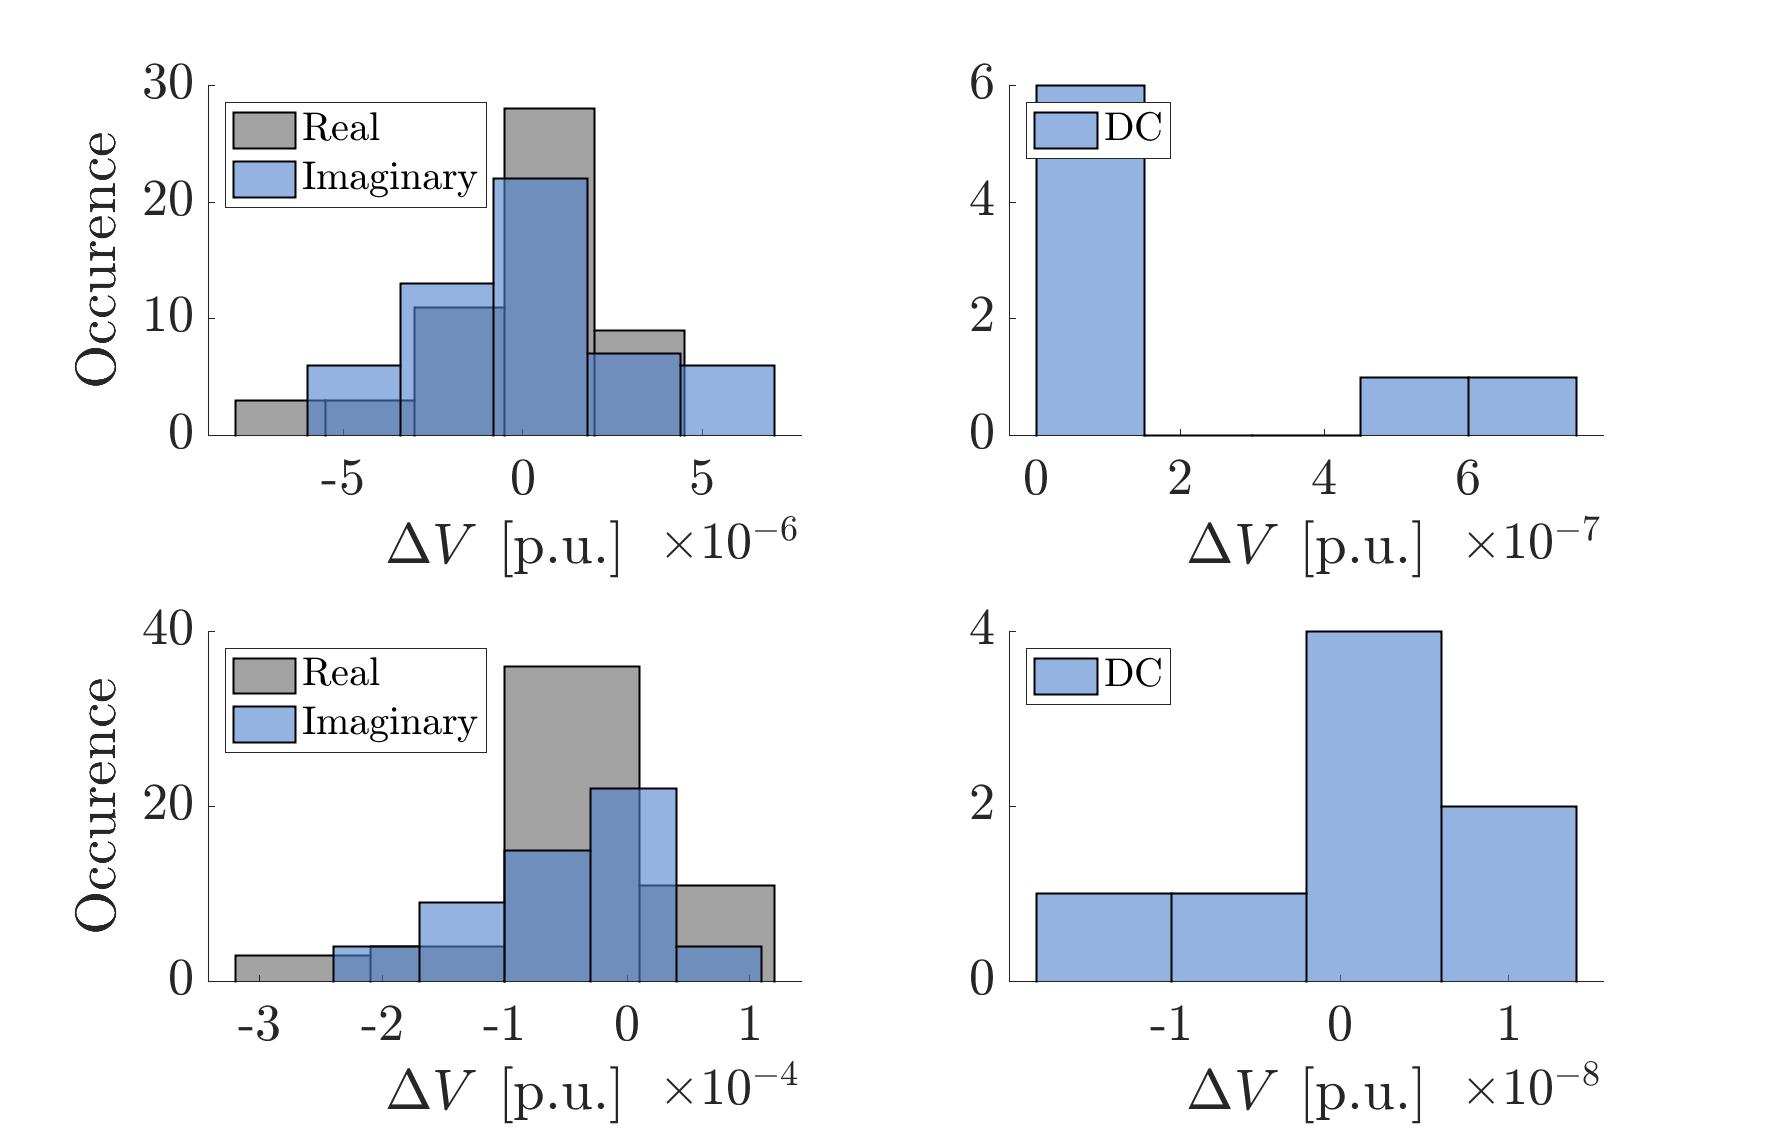 30
20
10
0
Occurence
Real
Imaginary
-5 0 5
ΔV [p.u.] ×10⁻⁶
6
4
2
0
DC
0 2 4 6
ΔV [p.u.] ×10⁻⁷
40
20
0
Occurence
Real
Imaginary
-3 -2 -1 0 1
ΔV [p.u.] ×10⁻⁴
4
2
0
DC
-1 0 1
ΔV [p.u.] ×10⁻⁸